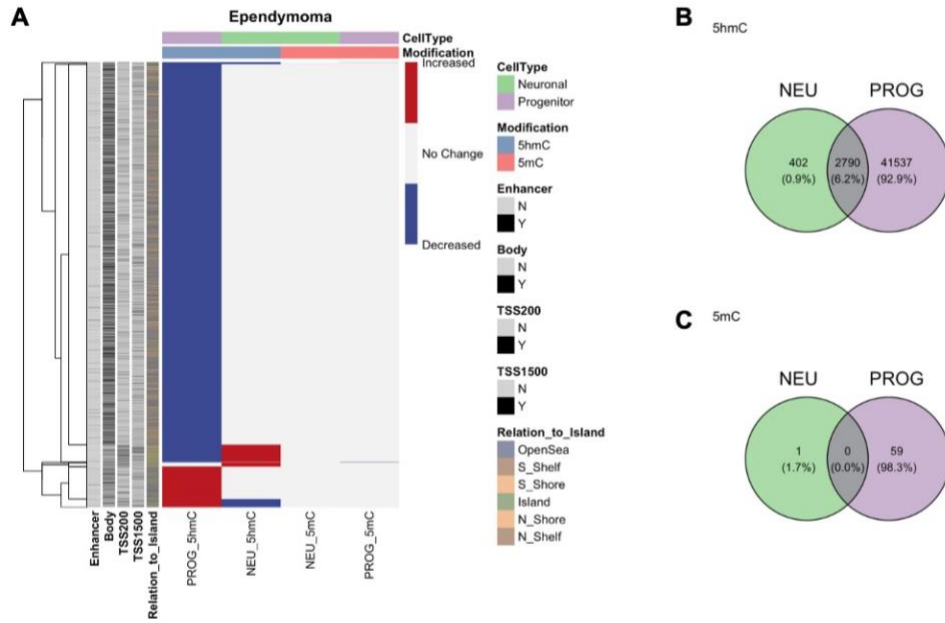 A
Ependymoma
CellType
Modification
Increased
No Change
Decreased
CellType
Neuronal
Progenitor
Modification
5hmC
5mC
Enhancer
N
Y
Body
N
Y
TSS200
N
Y
TSS1500
N
Y
Relation_to_Island
OpenSea
S_Shelf
S_Shore
Island
N_Shore
N_Shelf
Enhancer
Body
TSS200
TSS1500
Relation_to_Island
PROG_5hmC
NEU_5hmC
NEU_5mC
PROG_5mC
B
5hmC
NEU PROG
402 2790 41537
(0.9%) (6.2%) (92.9%)
C
5mC
NEU PROG
1 0 59
(1.7%) (0.0%) (98.3%)